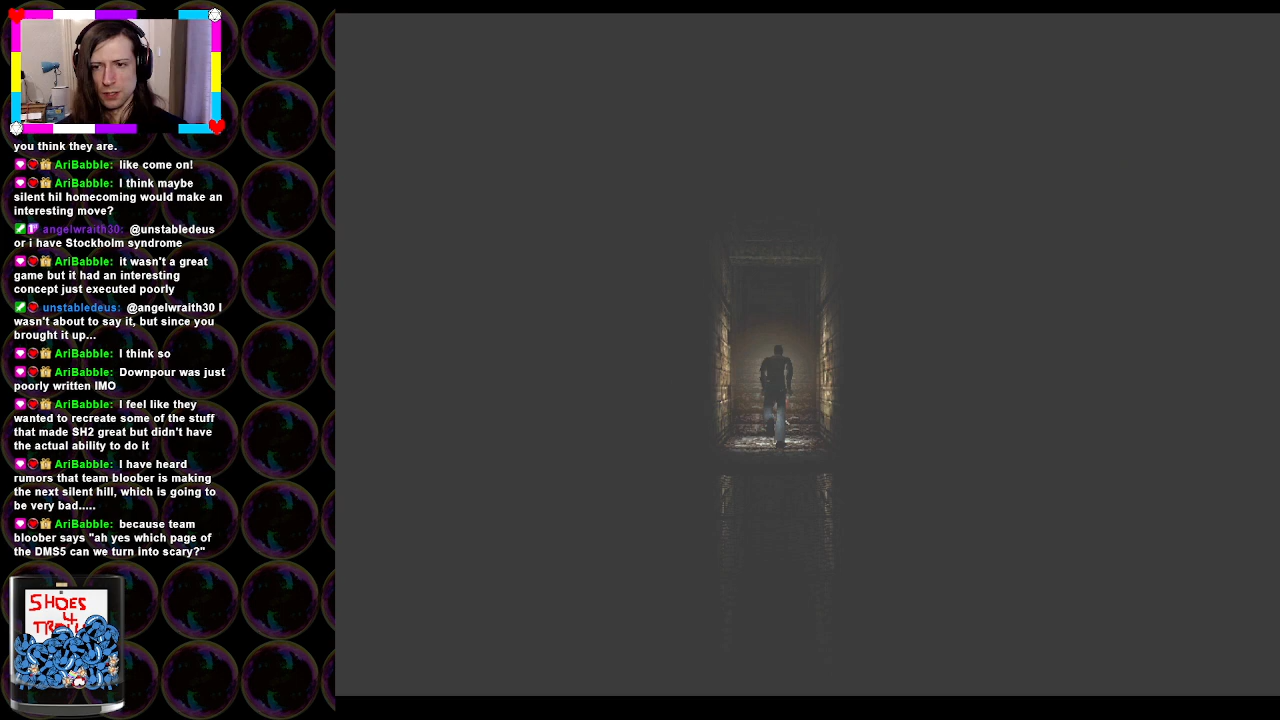 you think they are.
AriBabble: like come on!
AriBabble: I think maybe
silent hil homecoming would make an
interesting move?
angelwraith30: @unstabledeus
or i have Stockholm syndrome
AriBabble: it wasn't a great
game but it had an interesting
concept just executed poorly
unstabledeus: @angelwraith30 I
wasn't about to say it, but since you
brought it up...
AriBabble: I think so
AriBabble: Downpour was just
poorly written IMO
AriBabble: I feel like they
wanted to recreate some of the stuff
that made SH2 great but didn't have
the actual ability to do it
AriBabble: I have heard
rumors that team bloober is making
the next silent hill, which is going to
be very bad.....
AriBabble: because team
bloober says "ah yes which page of
the DMS5 can we turn into scary?"
SHOES
4